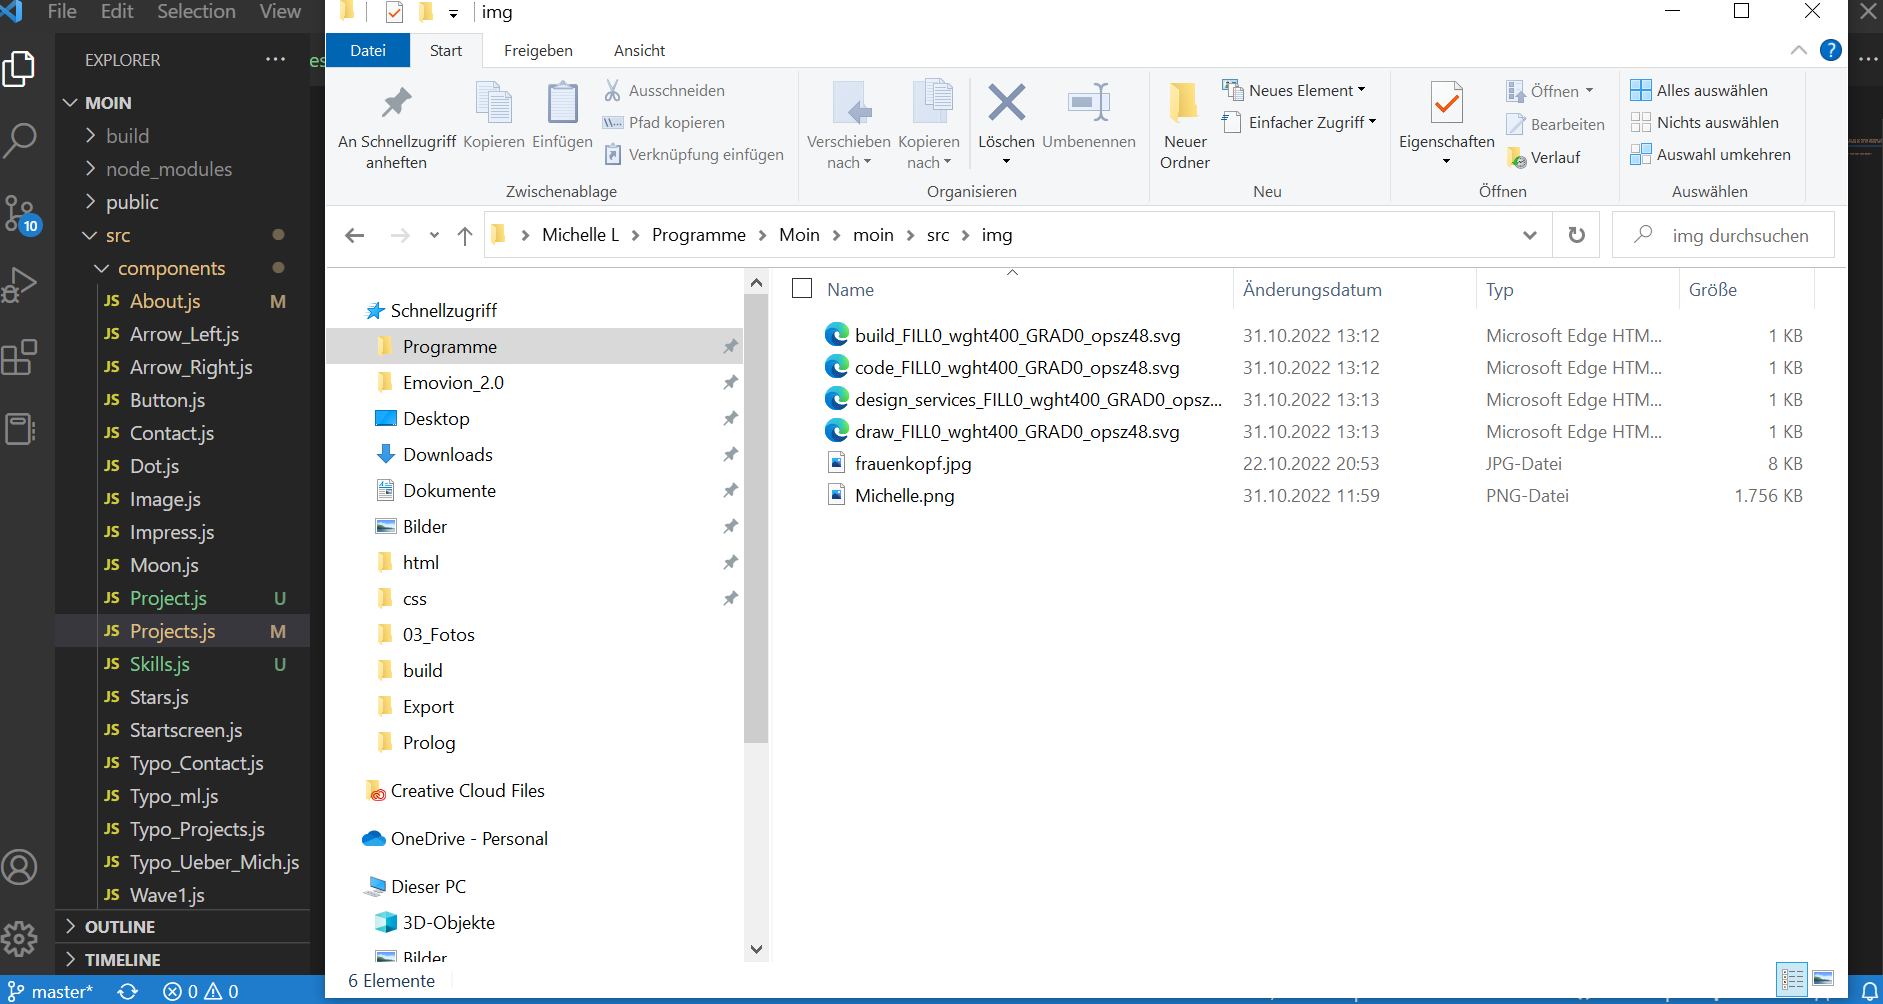 File Edit Selection View
EXPLORER
MOIN
build
node_modules
public
src
components
JS About.js M
JS Arrow_Left.js
JS Arrow_Right.js
JS Button.js
JS Contact.js
JS Dot.js
JS Image.js
JS Impress.js
JS Moon.js
JS Project.js U
JS Projects.js M
JS Skills.js U
JS Stars.js
JS Startscreen.js
JS Typo_Contact.js
JS Typo_ml.js
JS Typo_Projects.js
JS Typo_Ueber_Mich.js
JS Wave1.js
OUTLINE
TIMELINE
10
master* 0 0
es
img
Datei Start Freigeben Ansicht
An Schnellzugriff anheften
Kopieren
Einfügen
Ausschneiden
Pfad kopieren
Verknüpfung einfügen
Zwischenablage
Verschieben nach
Kopieren nach
Löschen
Umbenennen
Organisieren
Neuer Ordner
Neues Element
Einfacher Zugriff
Neu
Eigenschaften
Öffnen
Bearbeiten
Verlauf
Öffnen
Alles auswählen
Nichts auswählen
Auswahl umkehren
Auswählen
Michelle L Programme Moin moin src img
img durchsuchen
Schnellzugriff
Programme
Emovion_2.0
Desktop
Downloads
Dokumente
Bilder
html
css
03_Fotos
build
Export
Prolog
Creative Cloud Files
OneDrive - Personal
Dieser PC
3D-Objekte
Bilder
Name Änderungsdatum Typ Größe
build_FILL0_wght400_GRAD0_opsz48.svg 31.10.2022 13:12 Microsoft Edge HTM... 1 KB
code_FILL0_wght400_GRAD0_opsz48.svg 31.10.2022 13:12 Microsoft Edge HTM... 1 KB
design_services_FILL0_wght400_GRAD0_opsz... 31.10.2022 13:13 Microsoft Edge HTM... 1 KB
draw_FILL0_wght400_GRAD0_opsz48.svg 31.10.2022 13:13 Microsoft Edge HTM... 1 KB
frauenkopf.jpg 22.10.2022 20:53 JPG-Datei 8 KB
Michelle.png 31.10.2022 11:59 PNG-Datei 1.756 KB
6 Elemente